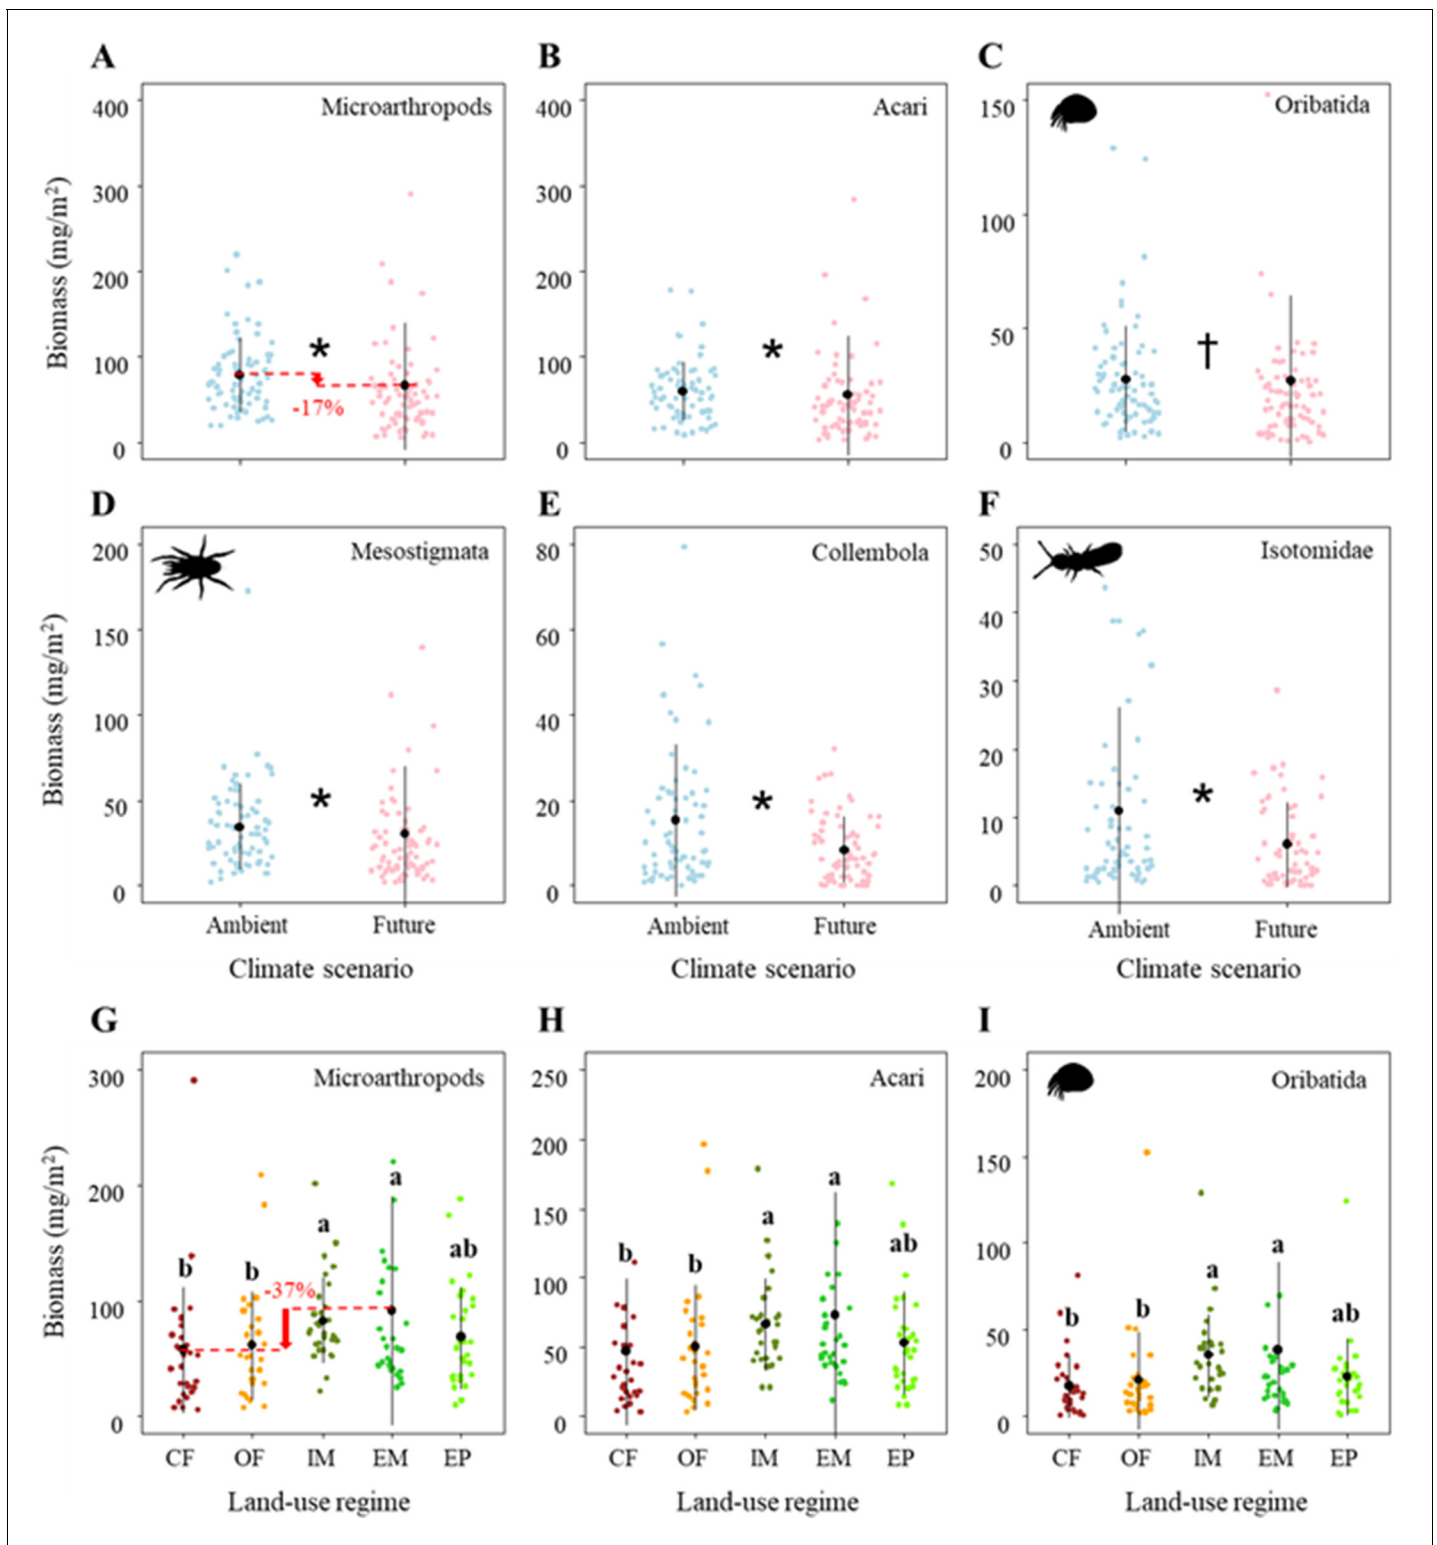 A
B
C
Microarthropods
Acari
Oribatida
Biomass (mg/m²)
400
300
200
100
0
400
300
200
100
0
150
100
50
0
*
-17%
*
†
D
E
F
Mesostigmata
Collembola
Isotomidae
Biomass (mg/m²)
200
150
100
50
0
80
60
40
20
0
50
40
30
20
10
0
*
*
*
Ambient Future
Ambient Future
Ambient Future
Climate scenario
Climate scenario
Climate scenario
G
H
I
Microarthropods
Acari
Oribatida
Biomass (mg/m²)
300
200
100
0
b b a a ab
-37%
250
200
150
100
50
0
b b a a ab
200
150
100
50
0
b b a a ab
CF OF IM EM EP
CF OF IM EM EP
CF OF IM EM EP
Land-use regime
Land-use regime
Land-use regime